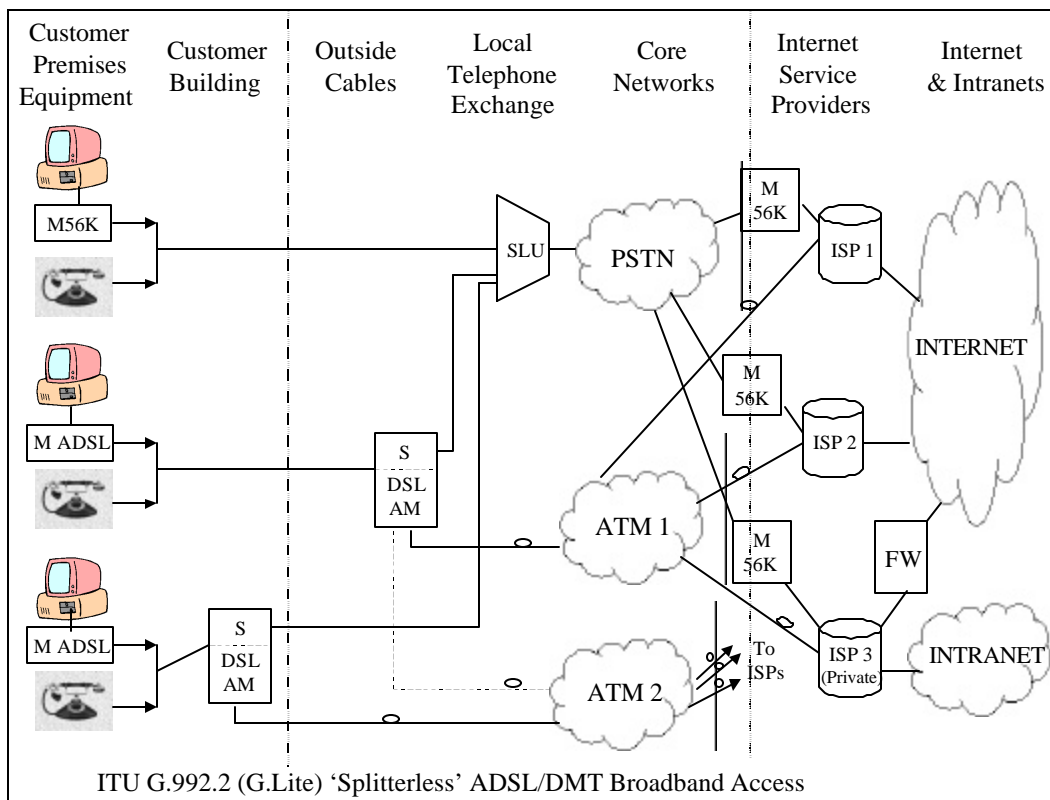 Customer
Premises
Equipment
Customer
Building
Outside
Cables
Local
Telephone
Exchange
Core
Networks
Internet
Service
Providers
Internet
& Intranets
M56K
SLU
PSTN
M
56K
ISP 1
INTERNET
M ADSL
S
DSL
AM
M
56K
ISP 2
ATM 1
M
56K
FW
M ADSL
S
DSL
AM
ATM 2
To
ISPs
ISP 3
(Private)
INTRANET
ITU G.992.2 (G.Lite) ‘Splitterless’ ADSL/DMT Broadband Access